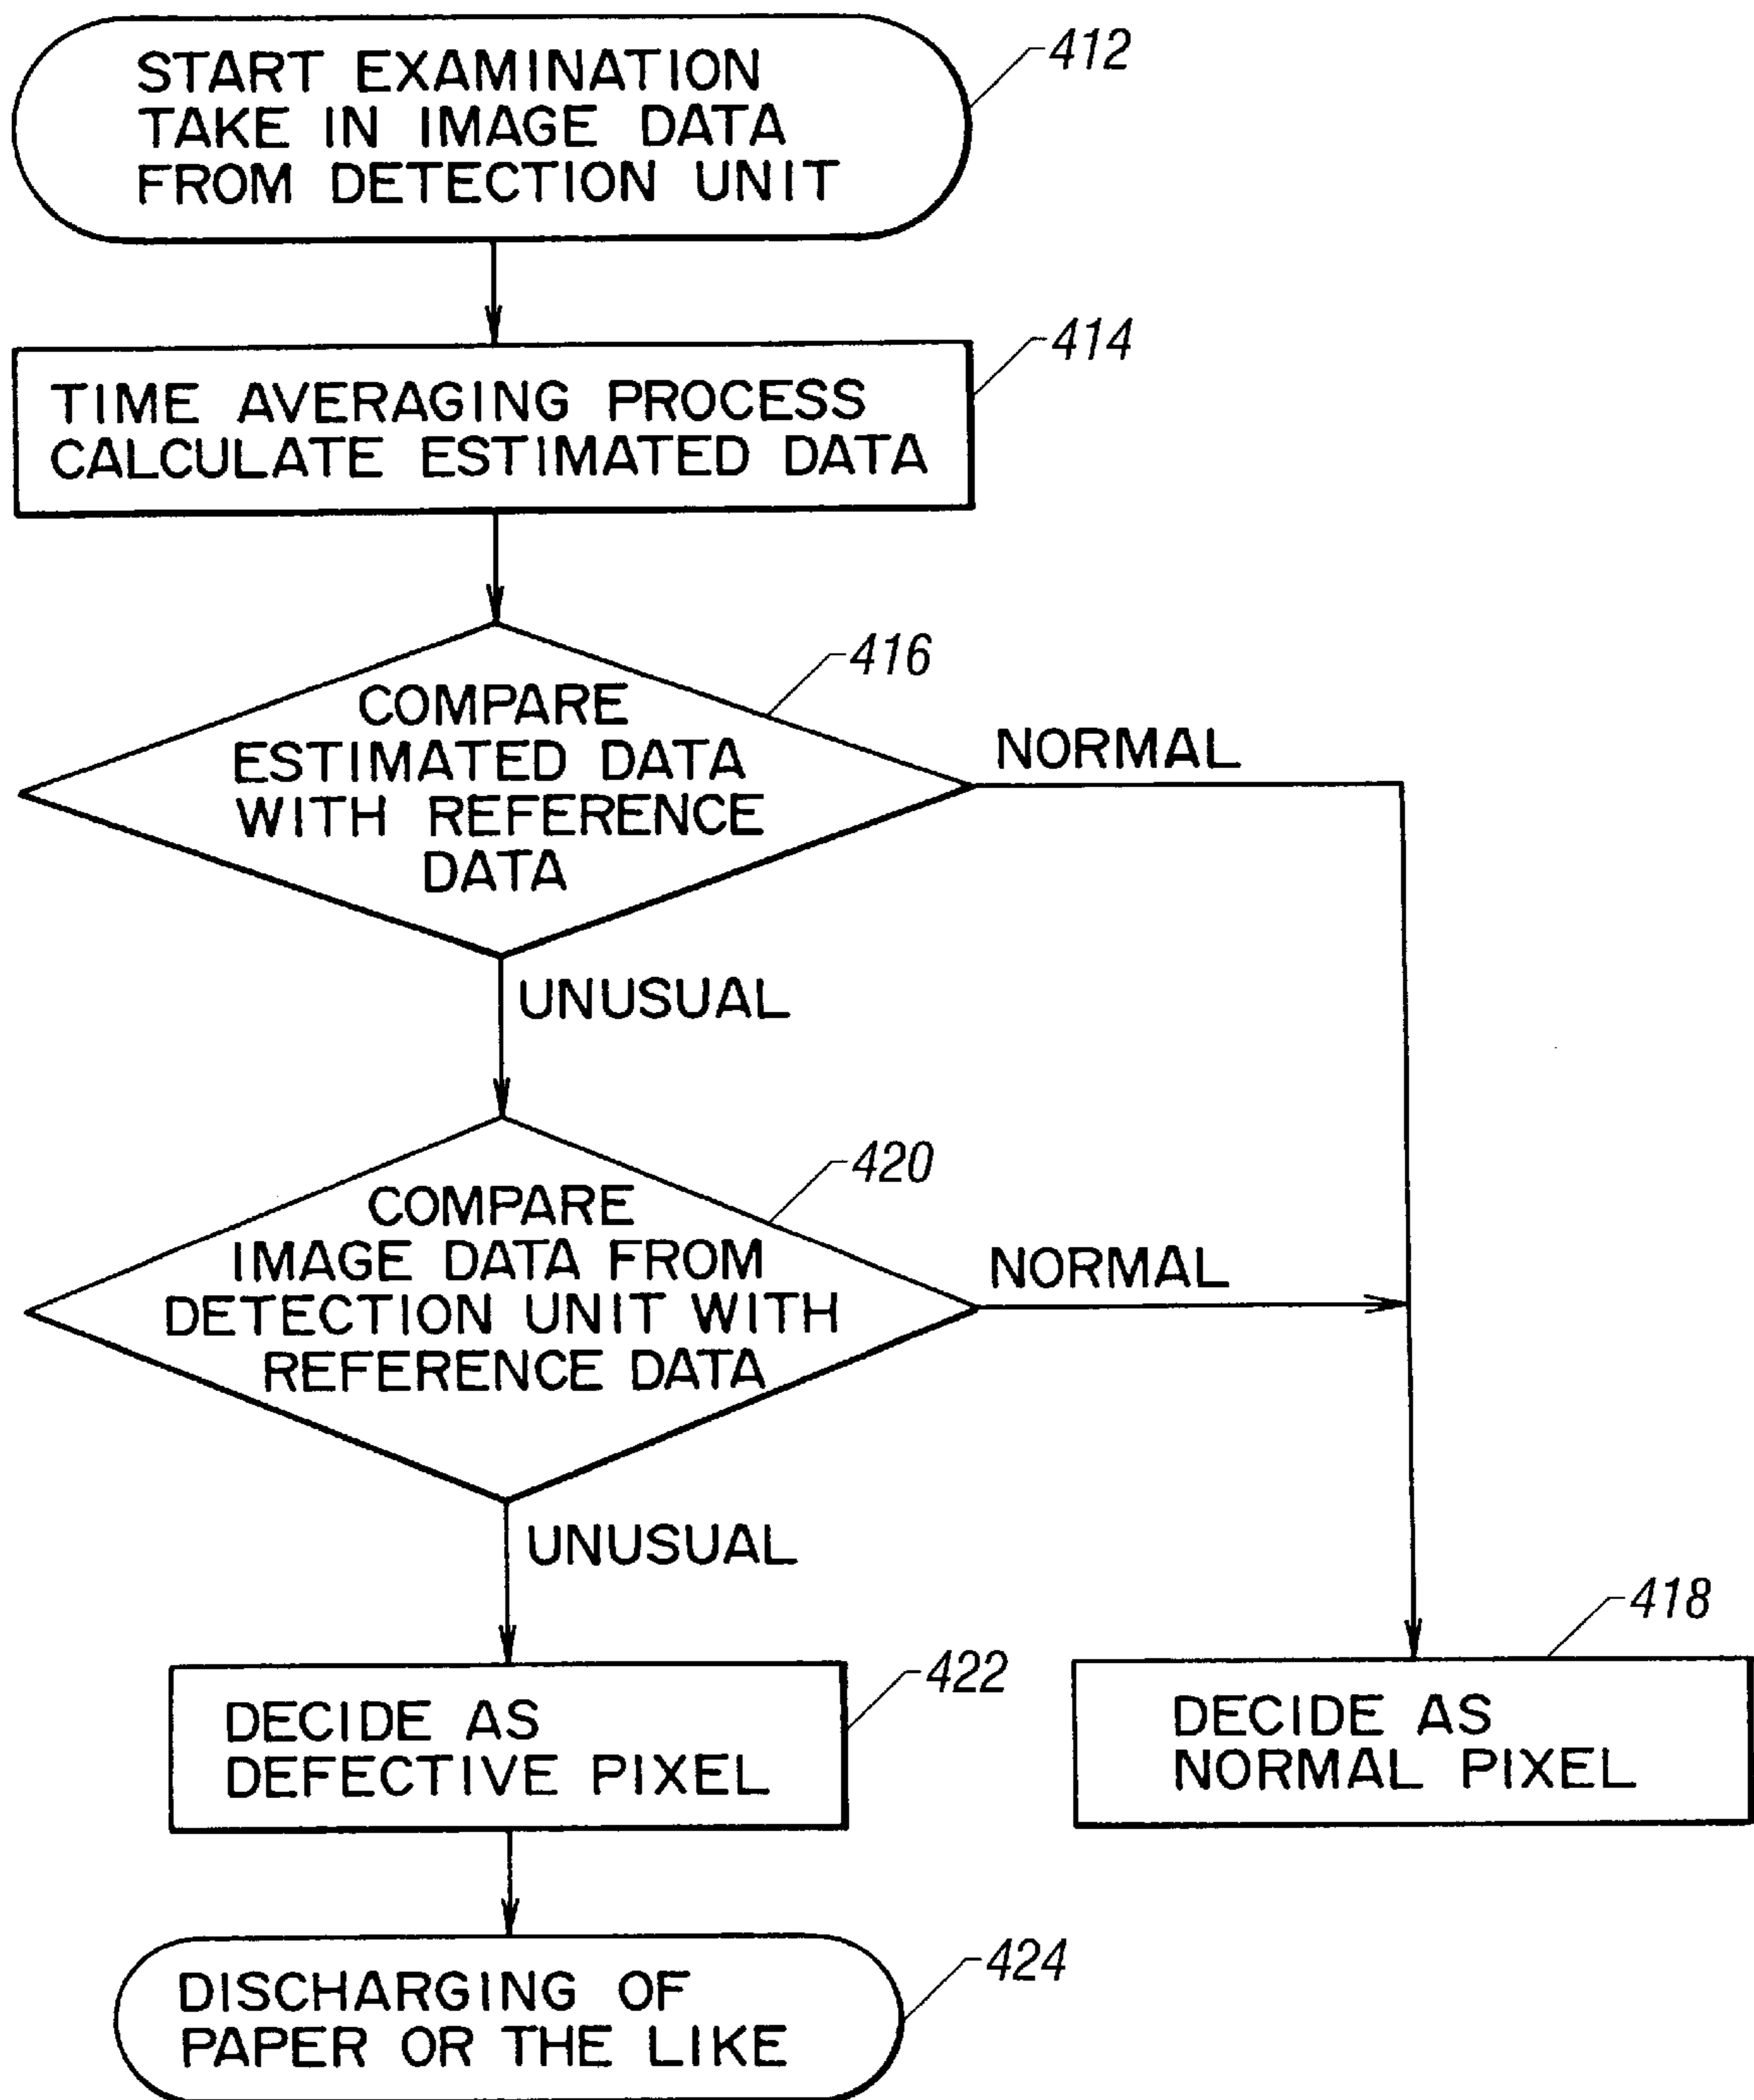 START EXAMINATION
TAKE IN IMAGE DATA
FROM DETECTION UNIT
412
TIME AVERAGING PROCESS
CALCULATE ESTIMATED DATA
414
COMPARE
ESTIMATED DATA
WITH REFERENCE
DATA
416
NORMAL
UNUSUAL
COMPARE
IMAGE DATA FROM
DETECTION UNIT WITH
REFERENCE DATA
420
NORMAL
UNUSUAL
DECIDE AS
DEFECTIVE PIXEL
422
DECIDE AS
NORMAL PIXEL
418
DISCHARGING OF
PAPER OR THE LIKE
424